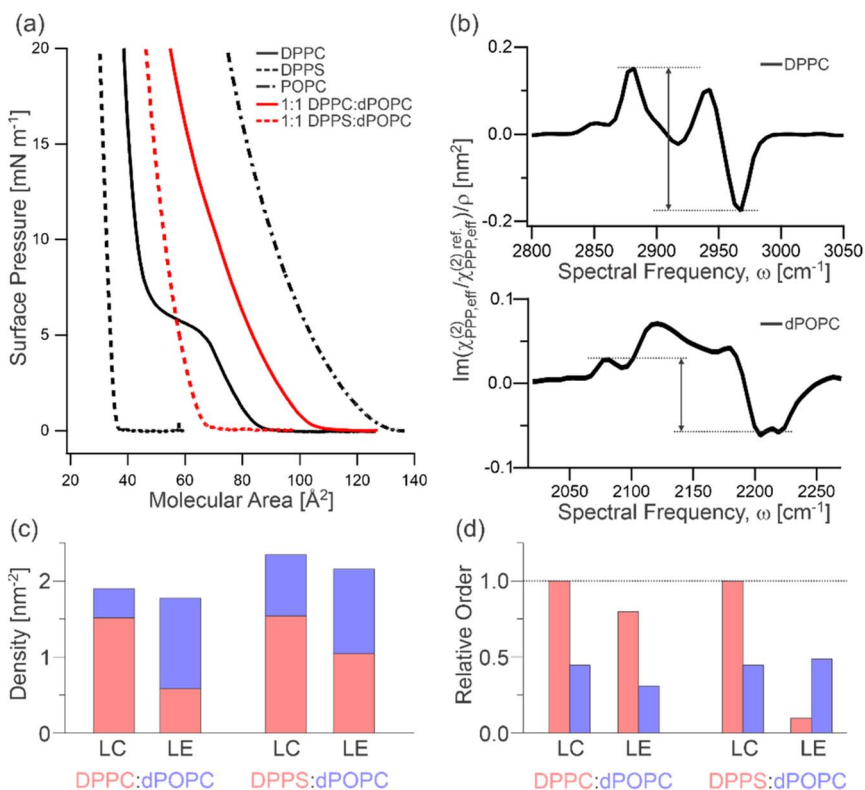 (a)
20
15
10
5
0
Surface Pressure [mN m⁻¹]
20 40 60 80 100 120 140
Molecular Area [Å²]
DPPC
DPPS
POPC
1:1 DPPC:dPOPC
1:1 DPPS:dPOPC
(b)
0.2
0.0
-0.2
DPPC
2800 2850 2900 2950 3000 3050
Spectral Frequency, ω [cm⁻¹]
Im(χ⁽²⁾PPP,eff/χ⁽²⁾ ref.PPP,eff)/ρ [nm²]
0.1
0.0
-0.1
dPOPC
2050 2100 2150 2200 2250
Spectral Frequency, ω [cm⁻¹]
(c)
2
1
0
Density [nm⁻²]
LC LE LC LE
DPPC:dPOPC DPPS:dPOPC
(d)
1.0
0.5
0.0
Relative Order
LC LE LC LE
DPPC:dPOPC DPPS:dPOPC